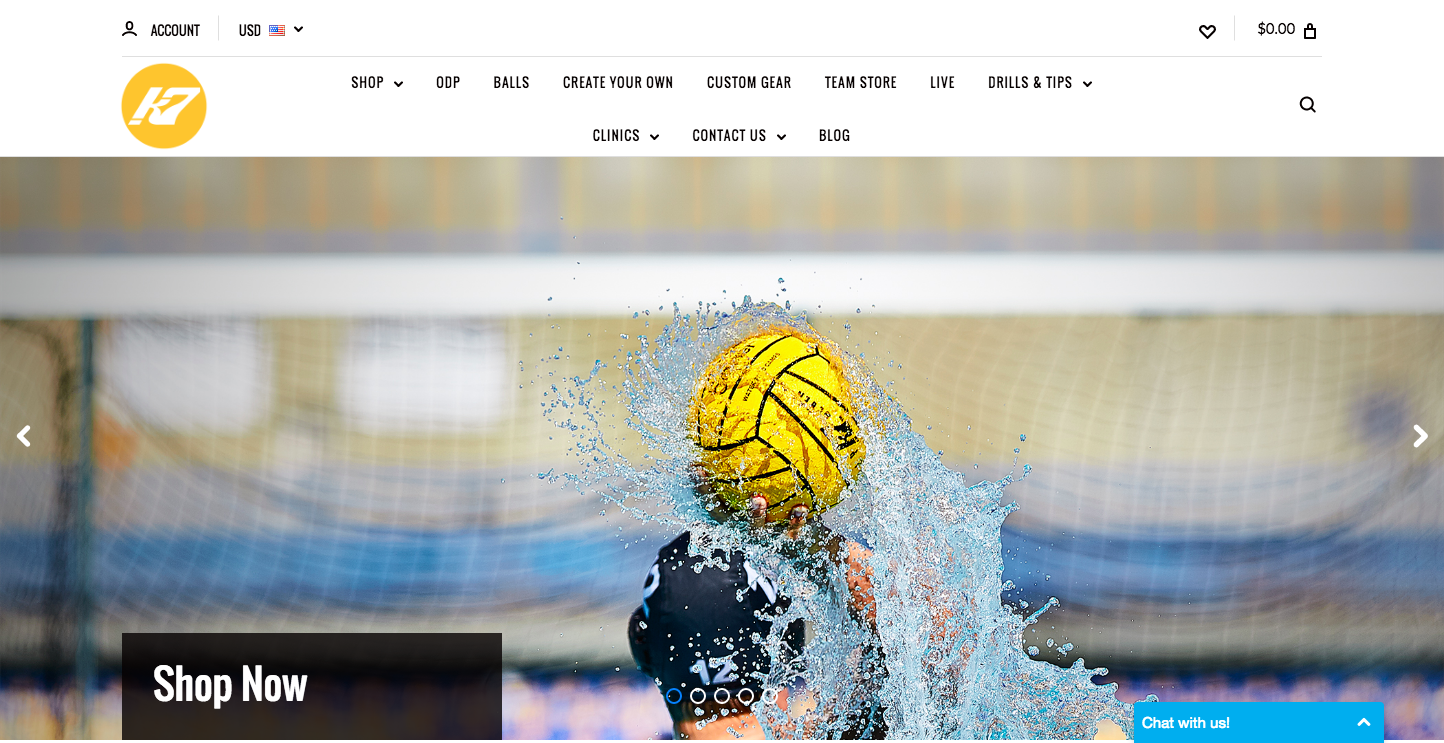 ACCOUNT USD $0.00
K7
SHOP ODP BALLS CREATE YOUR OWN CUSTOM GEAR TEAM STORE LIVE DRILLS & TIPS
CLINICS CONTACT US BLOG
12
Shop Now
Chat with us!